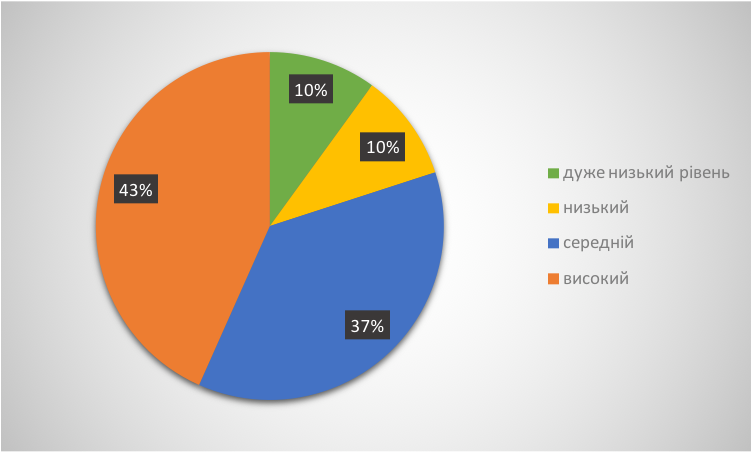 10%
10%
43%
37%
дуже низький рівень
низький
середній
високий